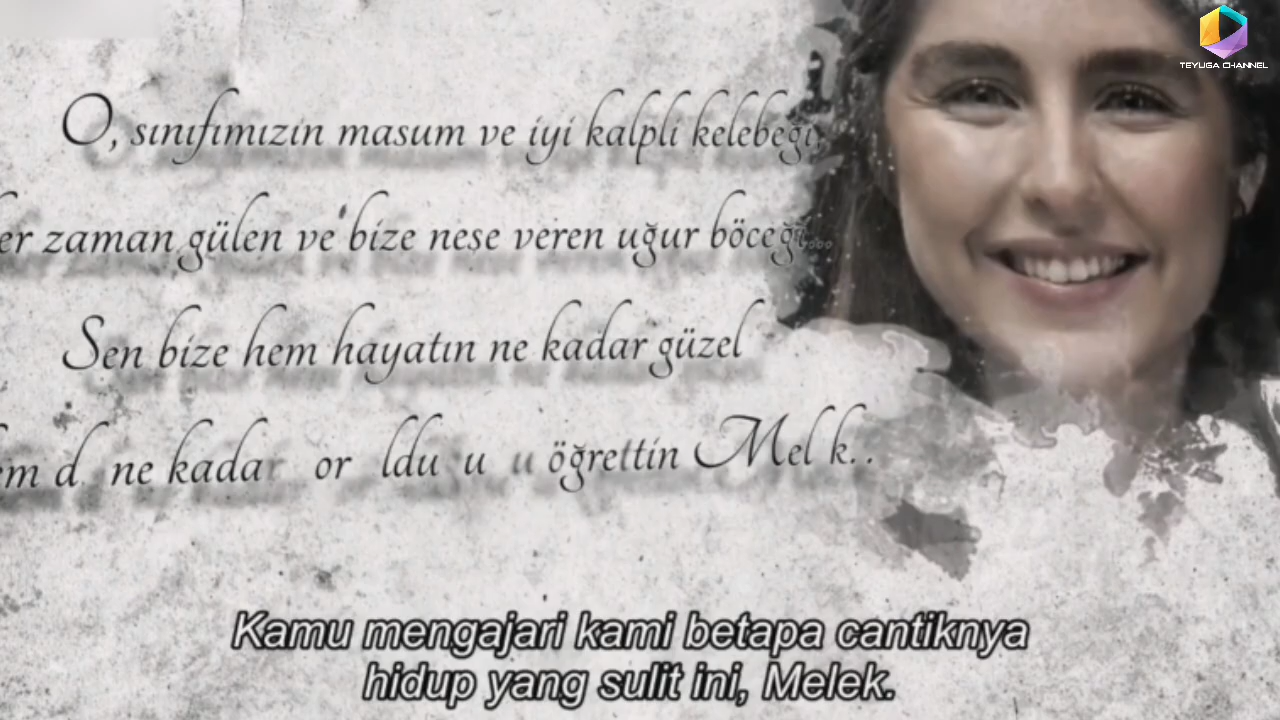 TEYUGA CHANNEL
O, sınıfımızın masum ve iyi kalpli kelebeği,
zaman gülen ve bize neşe veren uğur böceği...
Sen bize hem hayatın ne kadar güzel
ne öğrettin
Kamu mengajari kami betapa cantiknya
hidup yang sulit ini, Melek.